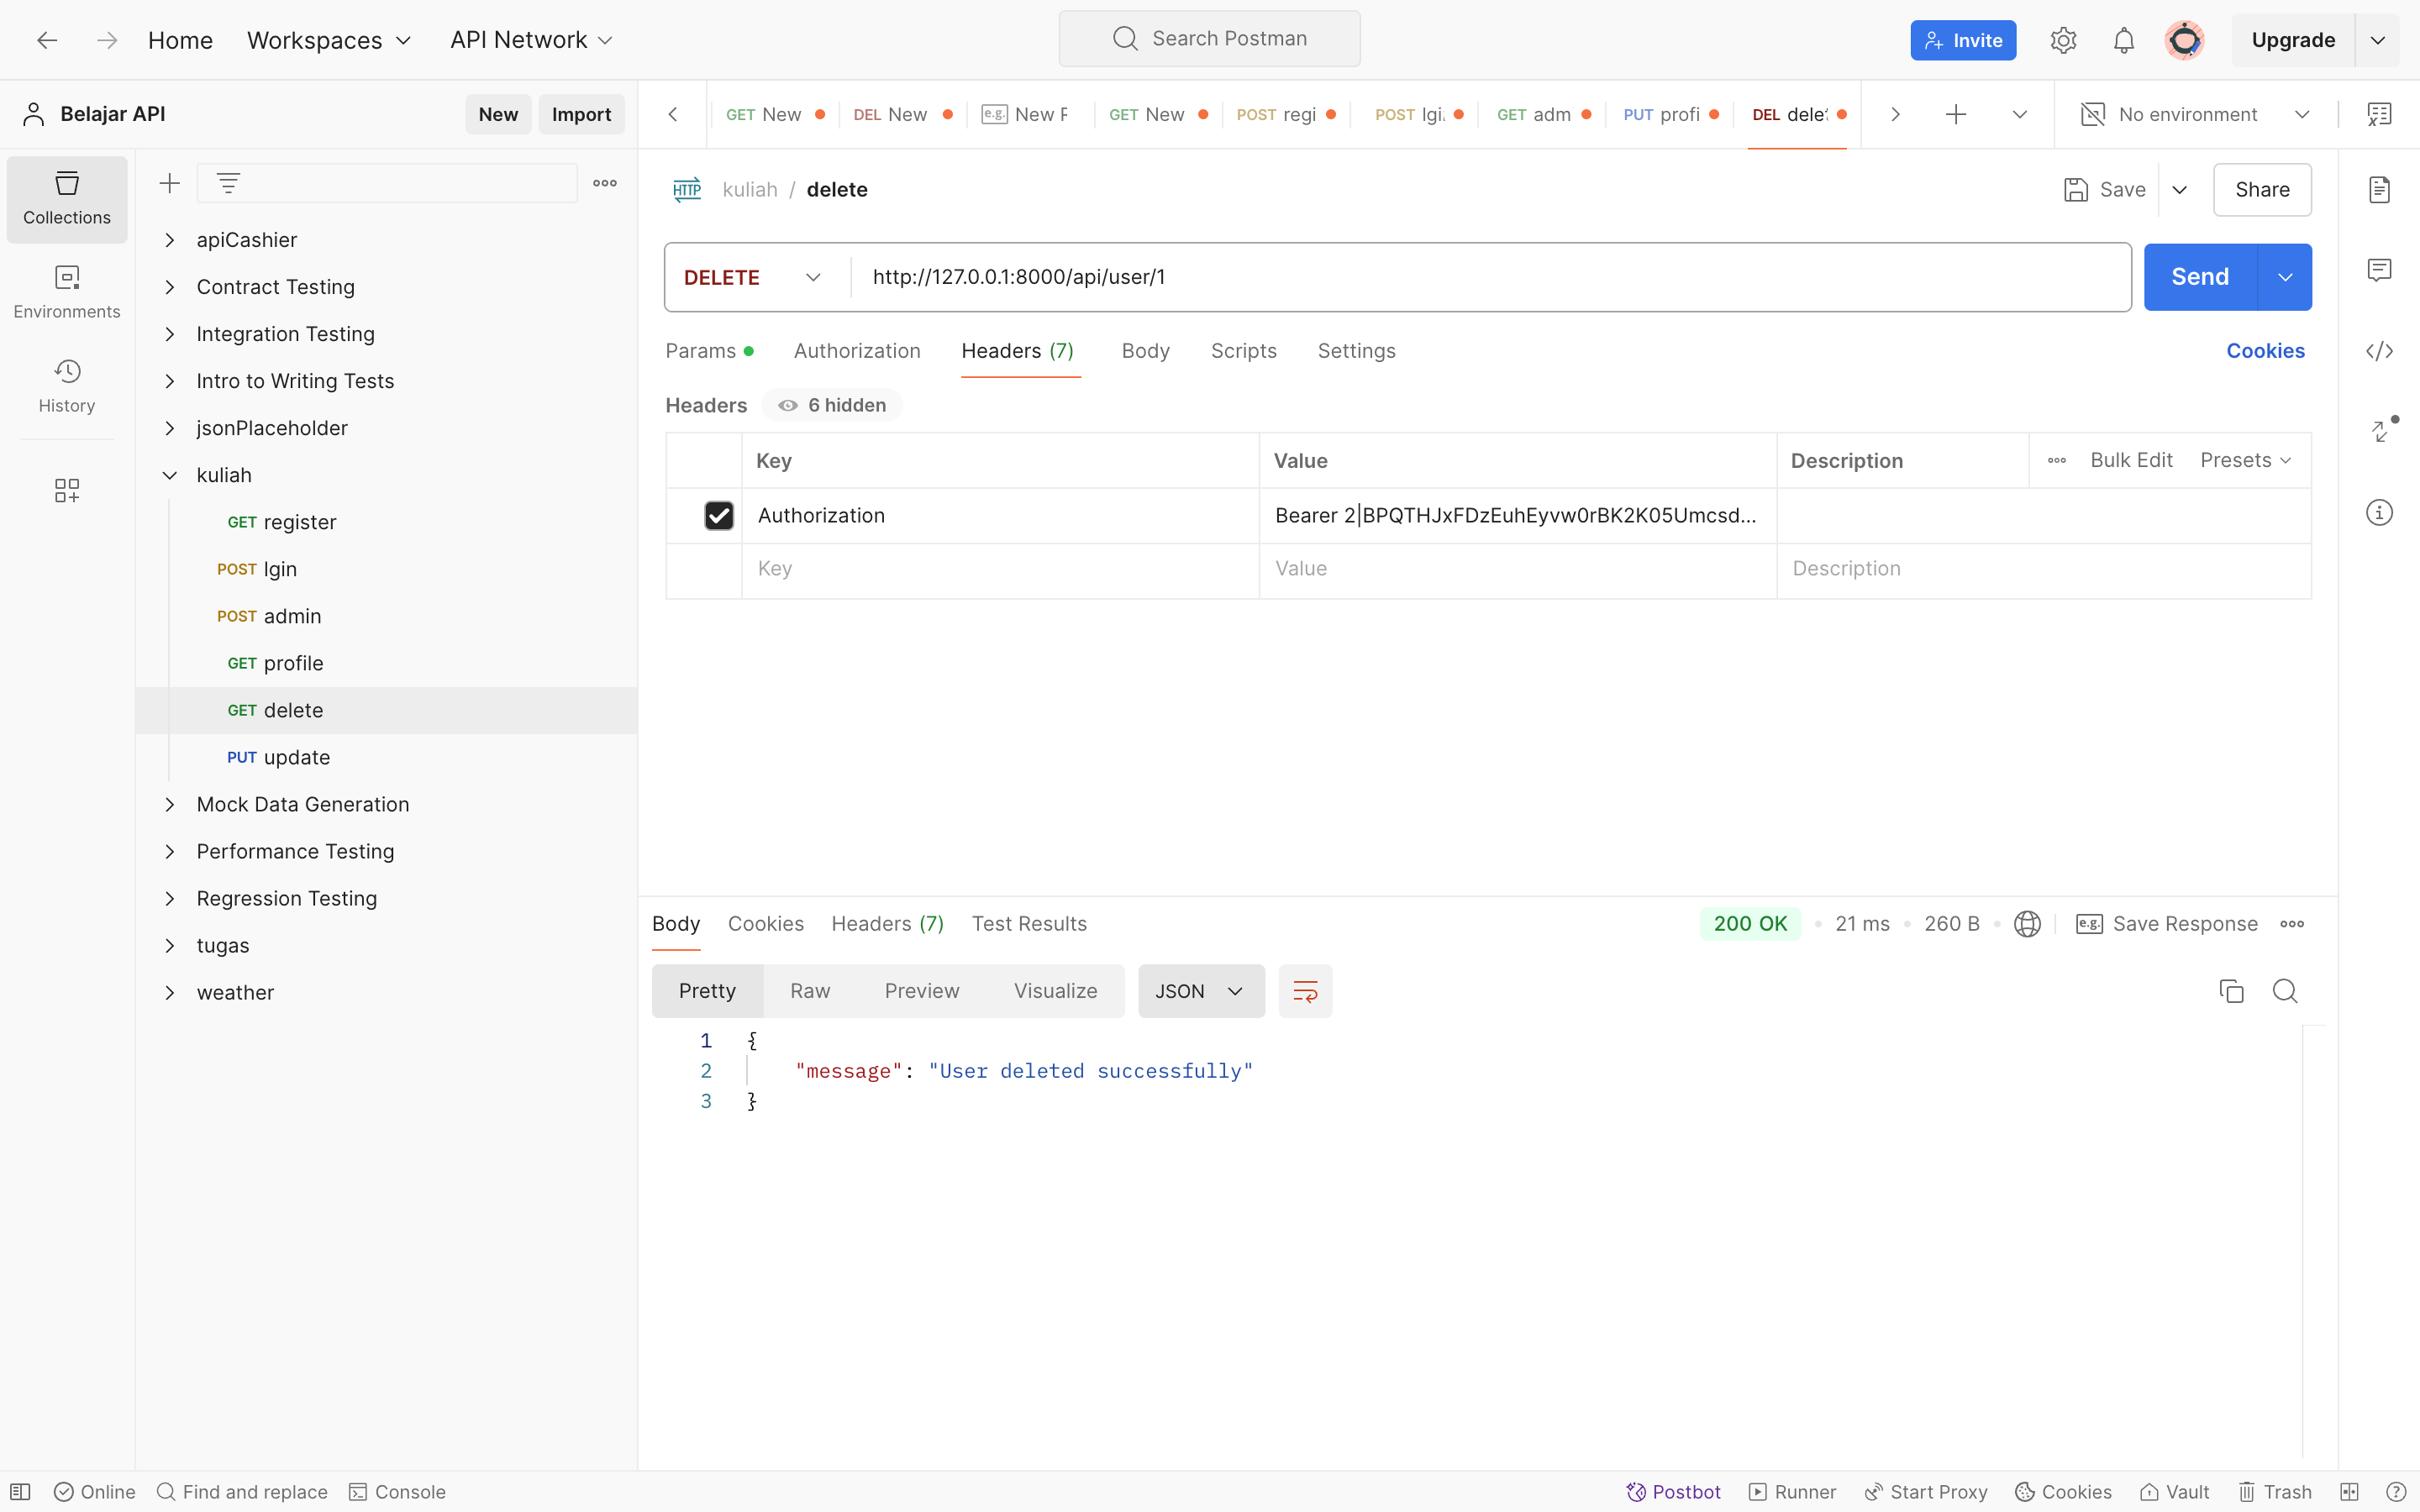 Home Workspaces API Network Search Postman Invite Upgrade
Belajar API New Import
GET New DEL New e.g. New F GET New POST regi POST lgi GET adm PUT profi DEL dele No environment
Collections
Environments
History
apiCashier
Contract Testing
Integration Testing
Intro to Writing Tests
jsonPlaceholder
kuliah
GET register
POST lgin
POST admin
GET profile
GET delete
PUT update
Mock Data Generation
Performance Testing
Regression Testing
tugas
weather
HTTP kuliah / delete Save Share
DELETE http://127.0.0.1:8000/api/user/1 Send
Params Authorization Headers (7) Body Scripts Settings Cookies
Headers 6 hidden
Key Value Description Bulk Edit Presets
Authorization Bearer 2|BPQTHJxFDzEuhEyvw0rBK2K05Umcsd...
Key Value Description
Body Cookies Headers (7) Test Results 200 OK 21 ms 260 B e.g. Save Response
Pretty Raw Preview Visualize JSON
1 {
2 "message": "User deleted successfully"
3 }
Online Find and replace Console Postbot Runner Start Proxy Cookies Vault Trash